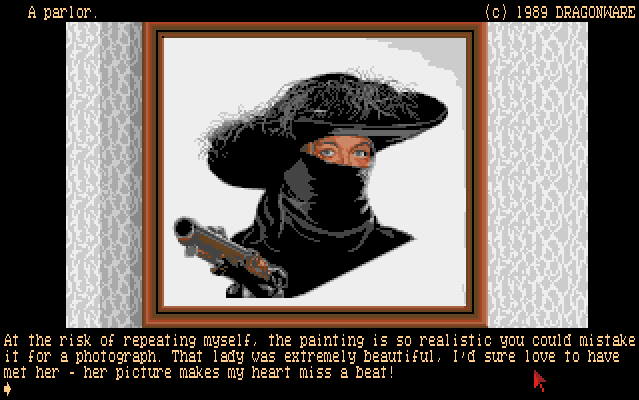 A parlor.
(c) 1989 DRAGONWARE
At the risk of repeating myself, the painting is so realistic you could mistake
it for a photograph. That lady was extremely beautiful, I'd sure love to have
met her - her picture makes my heart miss a beat!